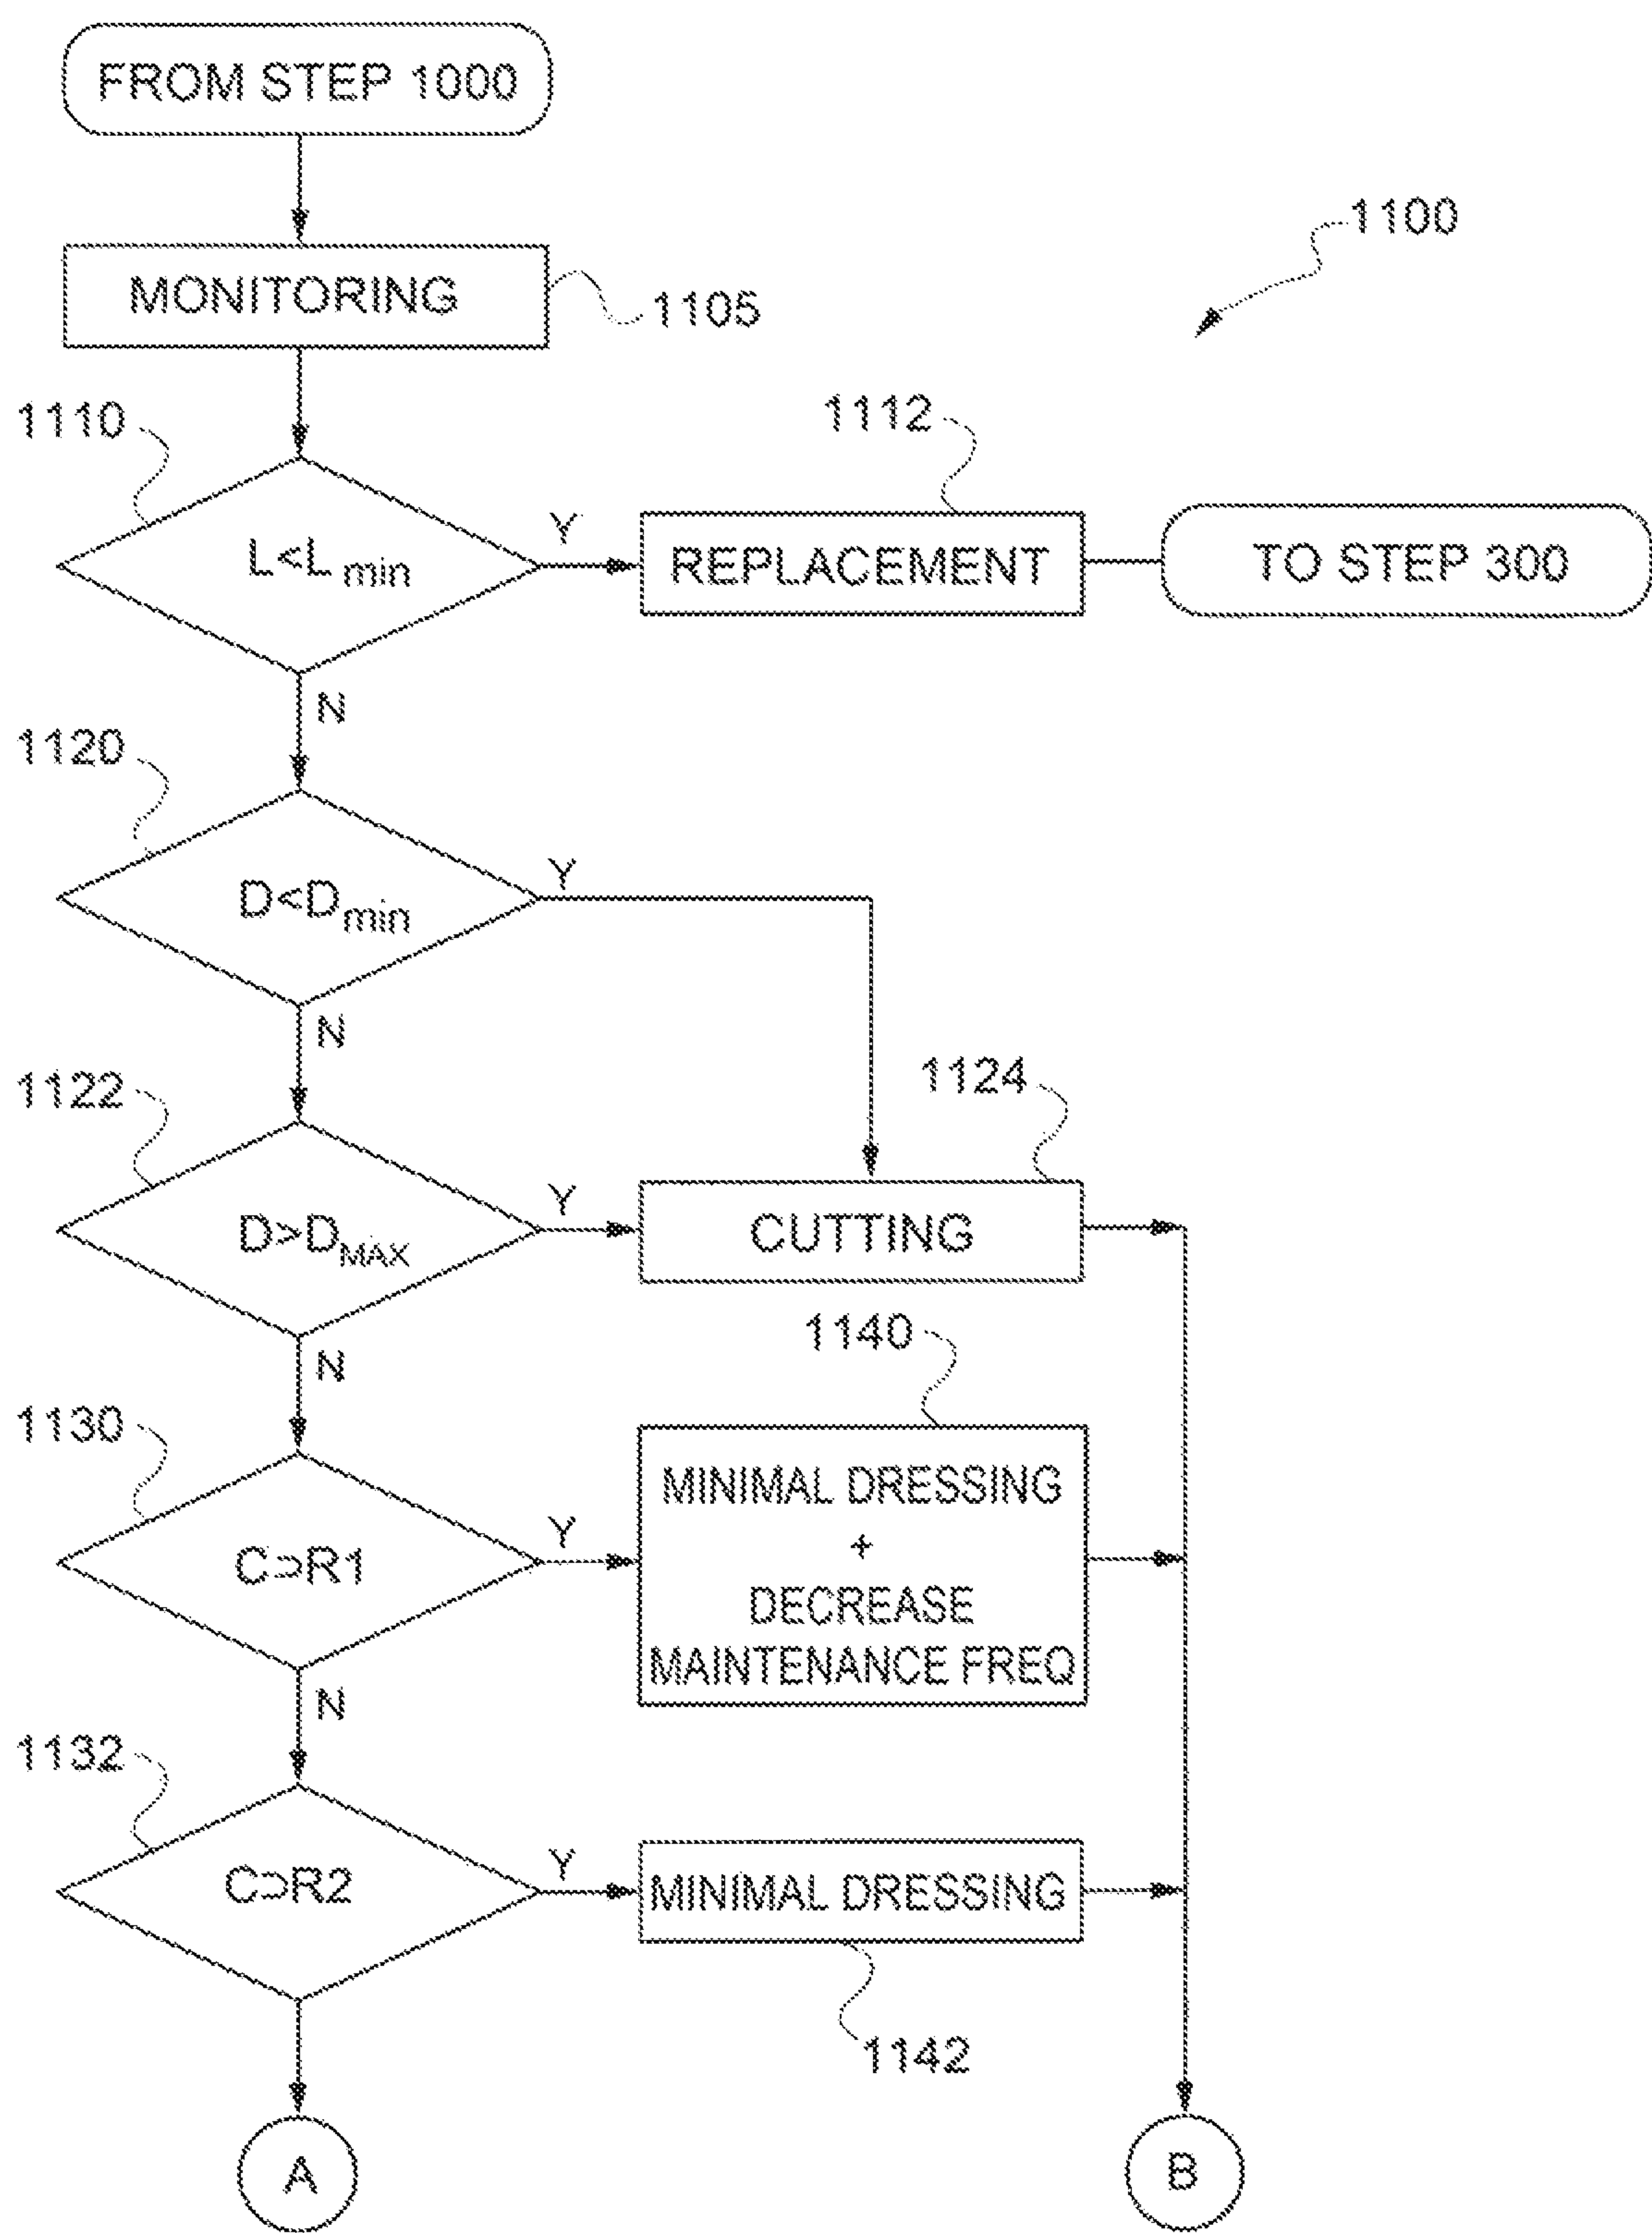 FROM STEP 1000
1100
MONITORING
1105
1110
1112
L<Lmin
Y
REPLACEMENT
TO STEP 300
N
1120
D<Dmin
Y
N
1122
1124
D>DMAX
Y
CUTTING
N
1130
1140
C⊃R1
Y
MINIMAL DRESSING
+
DECREASE
MAINTENANCE FREQ
N
1132
C⊃R2
Y
MINIMAL DRESSING
1142
A
B